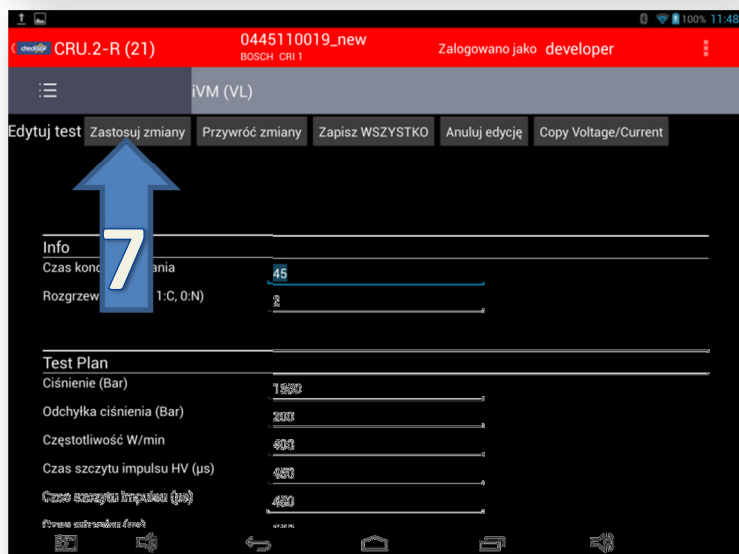 100% 11:48
checkup CRU.2-R (21)
0445110019_new
BOSCH CRI 1
Zalogowano jako developer
iVM (VL)
Edytuj test Zastosuj zmiany Przywróć zmiany Zapisz WSZYSTKO Anuluj edycję Copy Voltage/Current
7
Info
Czas 45
1:C, 0:N) 2
Test Plan
Ciśnienie (Bar)
Odchyłka ciśnienia (Bar) 200
Częstotliwość W/min 400
Czas szczytu impulsu HV (µs) 450
Czas szczytu impulsu (µs) 450